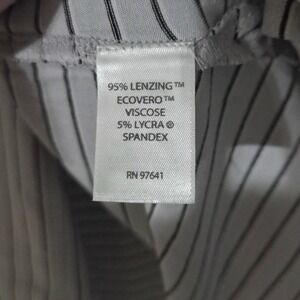 95% LENZING™
ECOVERO™
VISCOSE
5% LYCRA®
SPANDEX
RN 97641